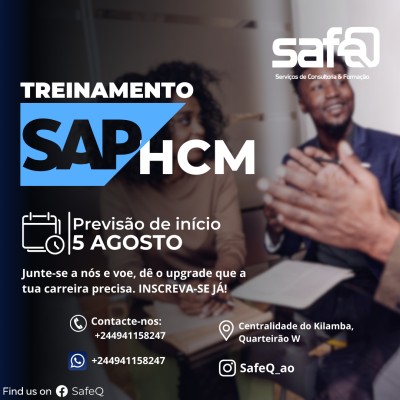 safeQ
Serviços de Consultoria & Formação
TREINAMENTO
SAP HCM
Previsão de início
5 AGOSTO
Junte-se a nós e voe, dê o upgrade que a
tua carreira precisa. INSCREVA-SE JÁ!
Contacte-nos:
+244941158247
Centralidade do Kilamba,
Quarteirão W
+244941158247
SafeQ_ao
Find us on SafeQ